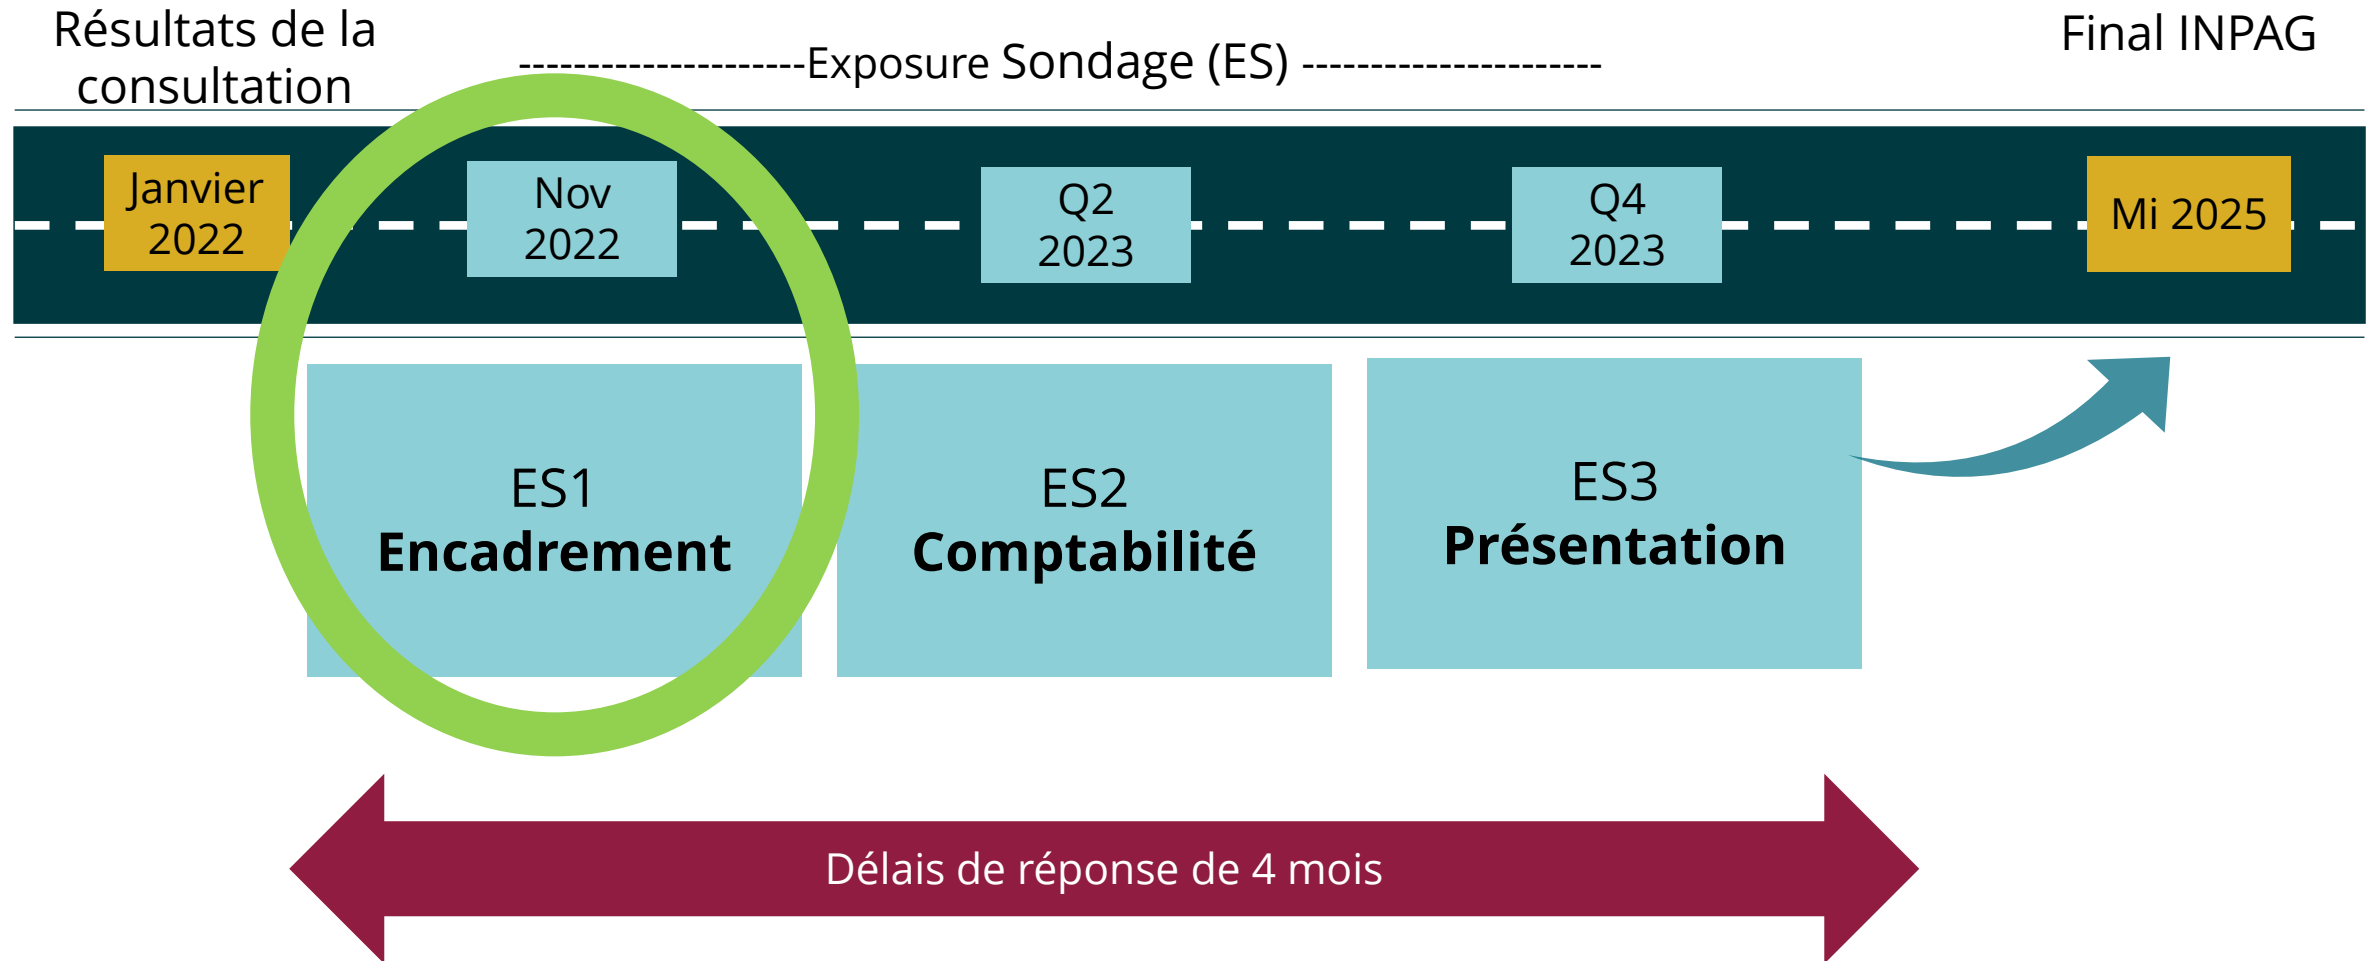 Résultats de la
consultation
---------------------Exposure Sondage (ES) ----------------------
Final INPAG
Janvier
2022
Nov
2022
Q2
2023
Q4
2023
Mi 2025
ES1
Encadrement
ES2
Comptabilité
ES3
Présentation
Délais de réponse de 4 mois